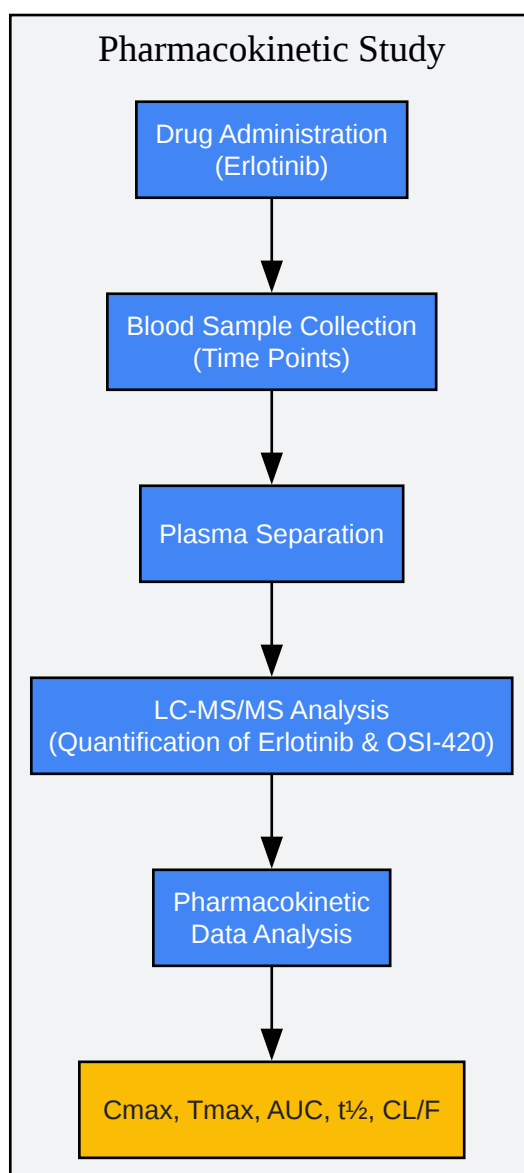 Pharmacokinetic Study
Drug Administration
(Erlotinib)
Blood Sample Collection
(Time Points)
Plasma Separation
LC-MS/MS Analysis
(Quantification of Erlotinib & OSI-420)
Pharmacokinetic
Data Analysis
Cmax, Tmax, AUC, t½, CL/F